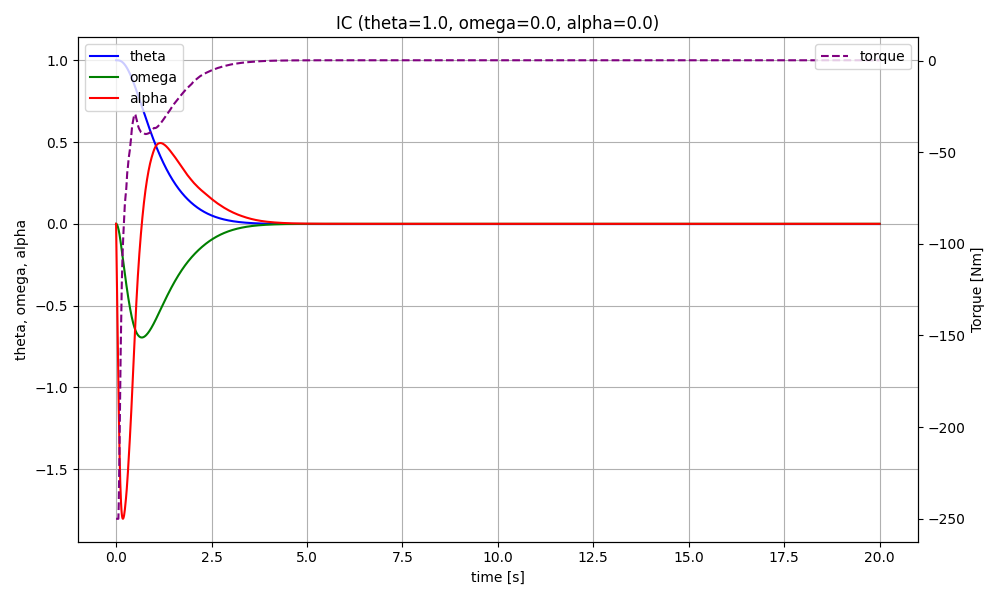 IC (theta=1.0, omega=0.0, alpha=0.0)
theta
omega
alpha
torque
1.0
0.5
0.0
−0.5
−1.0
−1.5
theta, omega, alpha
0
−50
−100
−150
−200
−250
Torque [Nm]
0.0 2.5 5.0 7.5 10.0 12.5 15.0 17.5 20.0
time [s]